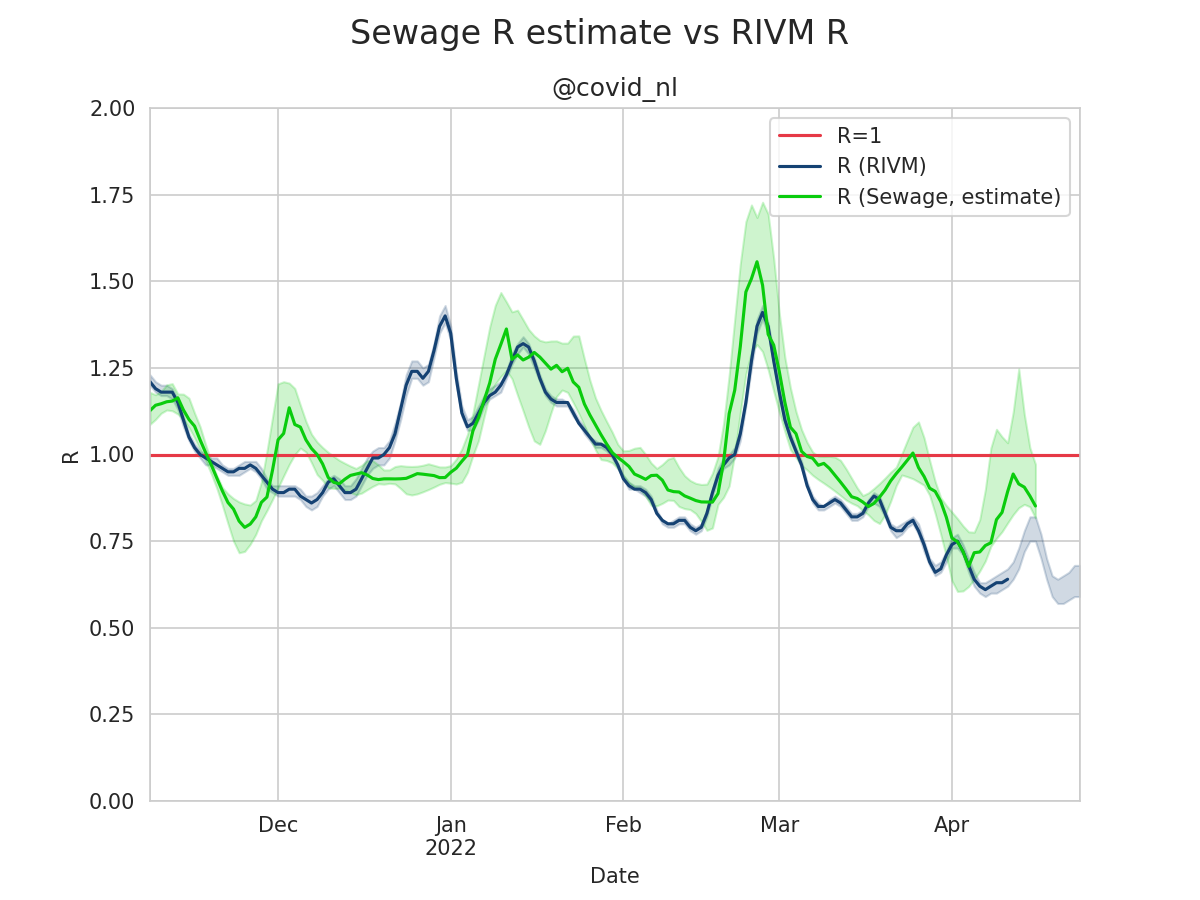 Sewage R estimate vs RIVM R
@covid_nl
2.00
1.75
1.50
1.25
1.00
0.75
0.50
0.25
0.00
R
R=1
R (RIVM)
R (Sewage, estimate)
Dec
Jan
2022
Feb
Mar
Apr
Date